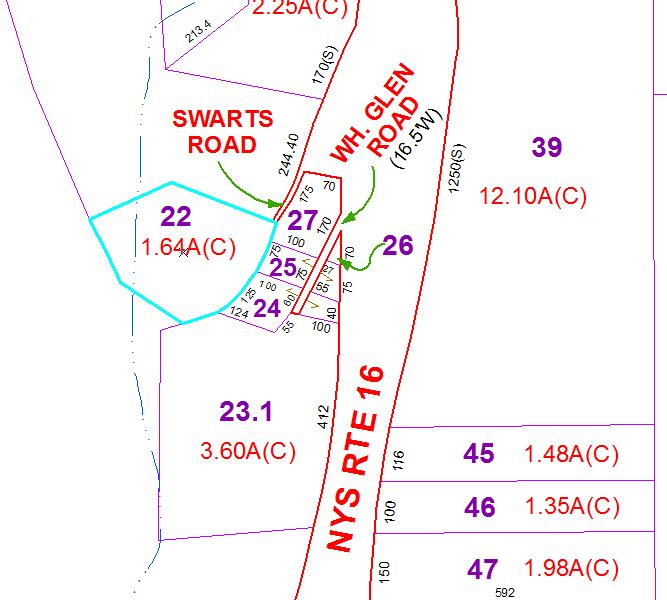 2.25A(C)
213.4
170(S)
SWARTS
ROAD
WH. GLEN
ROAD
(16.5'W)
244.40
1250(S)
39
12.10A(C)
22
1.64A(C)
175
70
27
170
100
75
26
70
25
75
27
100
55
75
125
60
24
124
40
55
100
23.1
3.60A(C)
412
NYS RTE 16
116
45
1.48A(C)
100
46
1.35A(C)
150
47
1.98A(C)
592